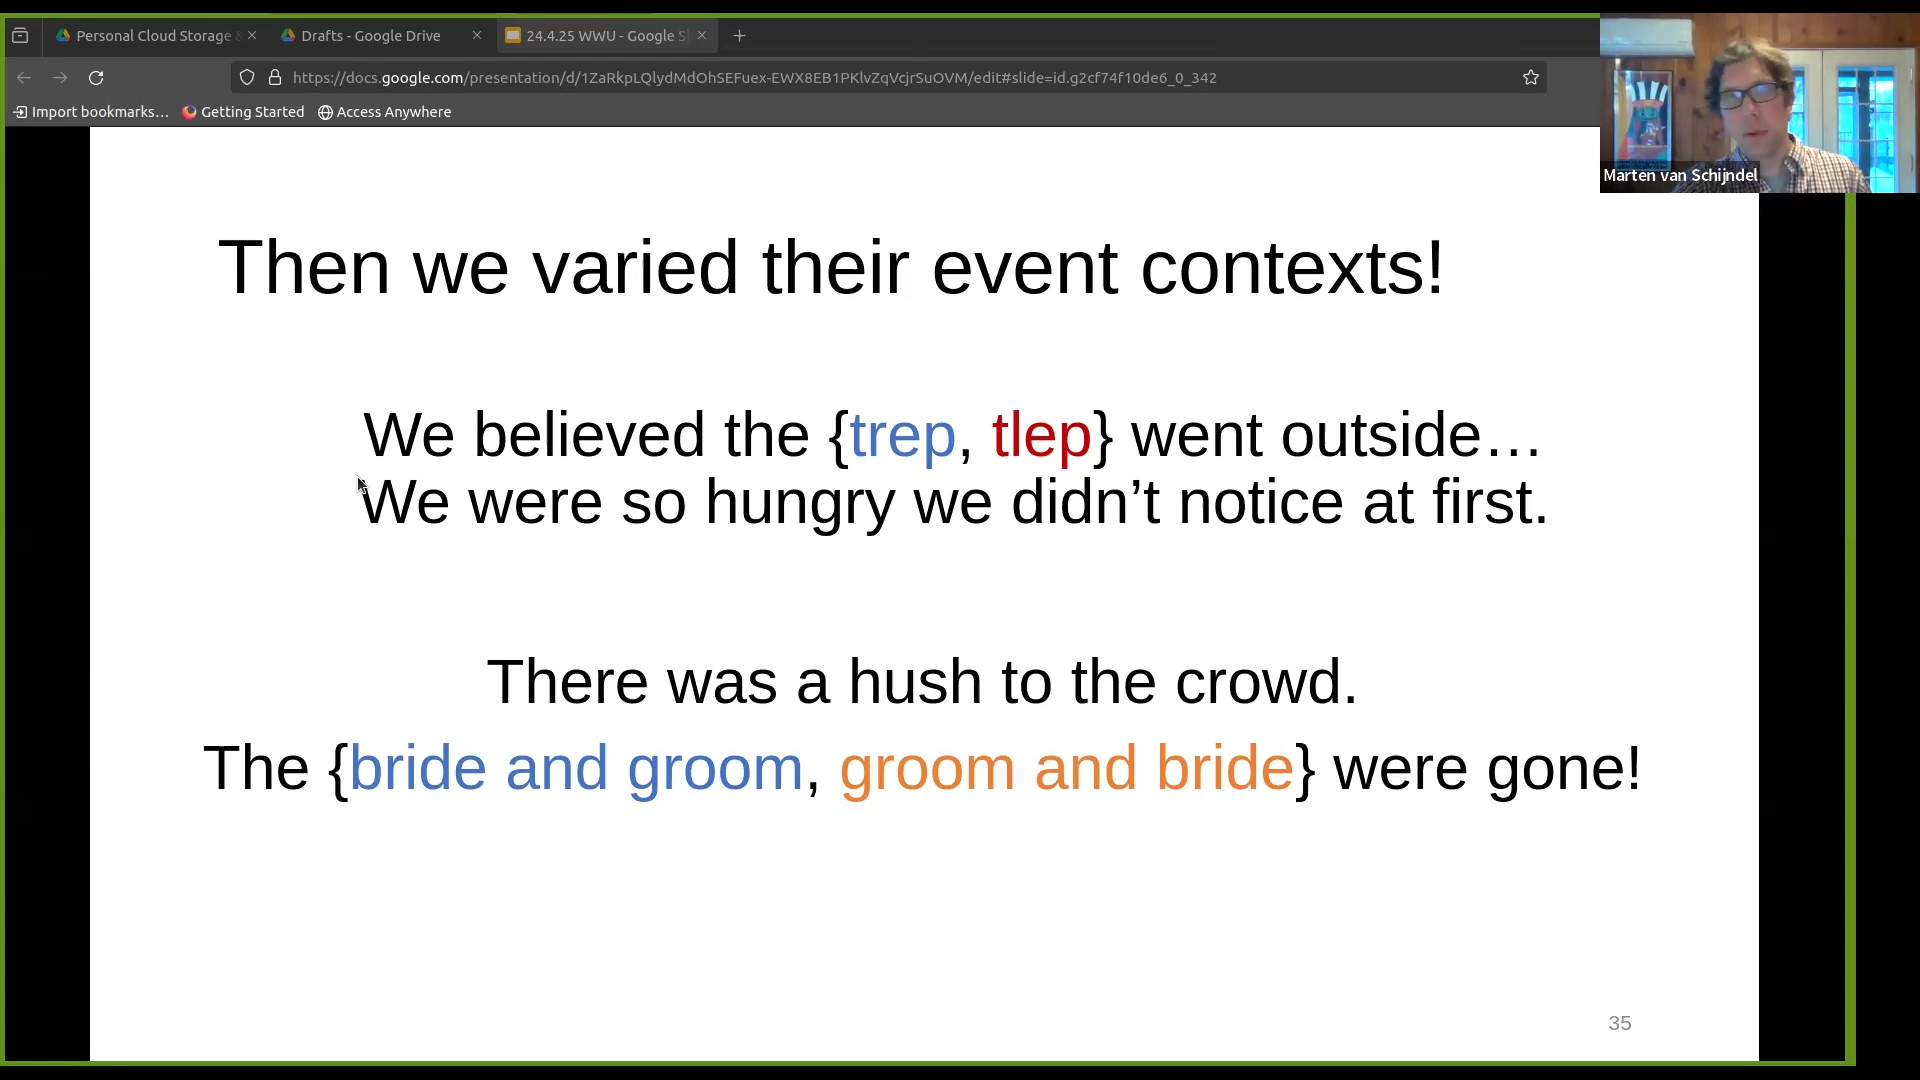 Personal Cloud Storage
Drafts - Google Drive
24.4.25 WWU - Google S
https://docs.google.com/presentation/d/1ZaRkpLQlydMdOhSEFuex-EWX8EB1PKlvZqVcjrSuOVM/edit#slide=id.g2cf74f10de6_0_342
Import bookmarks… Getting Started Access Anywhere
Marten van Schijndel
Then we varied their event contexts!
We believed the {trep, tlep} went outside…
We were so hungry we didn’t notice at first.
There was a hush to the crowd.
The {bride and groom, groom and bride} were gone!
35